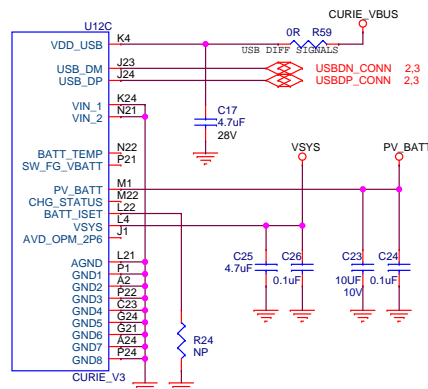 U12C
CURIE_VBUS
VDD_USB K4
0R R59
USB DIFF SIGNALS
USB_DM J23 USBDN_CONN 2,3
USB_DP J24 USBDP_CONN 2,3
VIN_1 K24
VIN_2 N21
C17
4.7uF
28V
BATT_TEMP N22
SW_FG_VBATT P21
VSYS
PV_BATT
PV_BATT M1
CHG_STATUS M22
BATT_ISET L22
VSYS L4
AVD_OPM_2P6 J1
C25
4.7uF
C26
0.1uF
C23
10UF
10V
C24
0.1uF
AGND L21
GND1 P1
GND2 A2
GND3 P22
GND4 C23
GND5 G24
GND6 G21
GND7 A24
GND8 P24
R24
NP
CURIE_V3